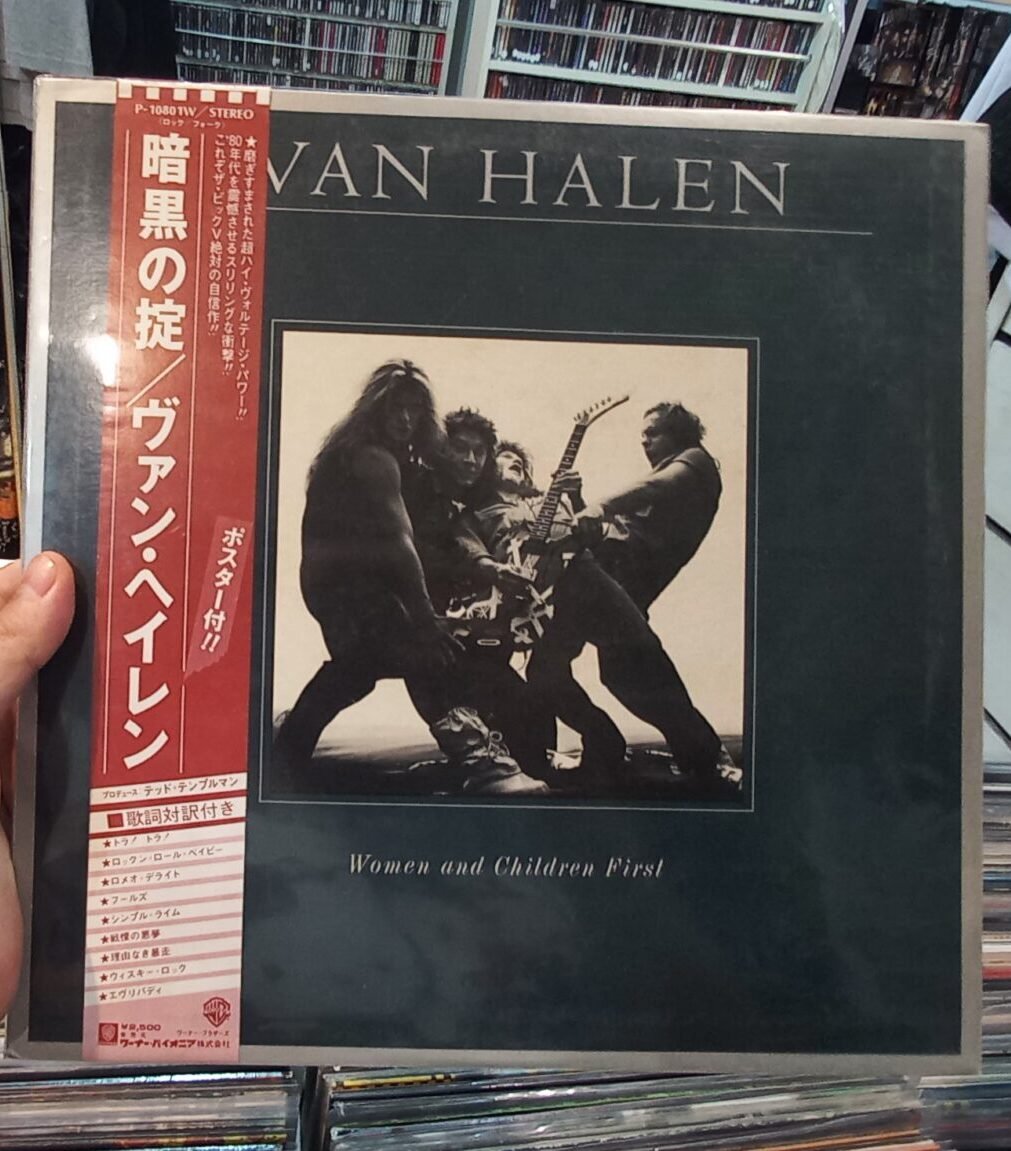 P-10801W/STEREO
(ロック/フォーク)
★磨ぎすまされた超ハイ・ヴォルテージ・パワー!!
'80年代を震憾させるスリリングな衝撃!!
これぞザ・ビッグV絶対の自信作!!
暗黒の掟/ヴァン・ヘイレン
ポスター付!!
プロデュース:テッド・テンプルマン
■歌詞対訳付き
★トラ!トラ!
★ロックン・ロール・ベイビー
★ロメオ・デライト
★フールズ
★シンプル・ライム
★戦慄の悪夢
★理由なき暴走
★ウィスキー・ロック
★エヴリバディ
¥2,500
発売元
ワーナー・ブラザーズ
ワーナー・パイオニア株式会社
VAN HALEN
Women and Children First